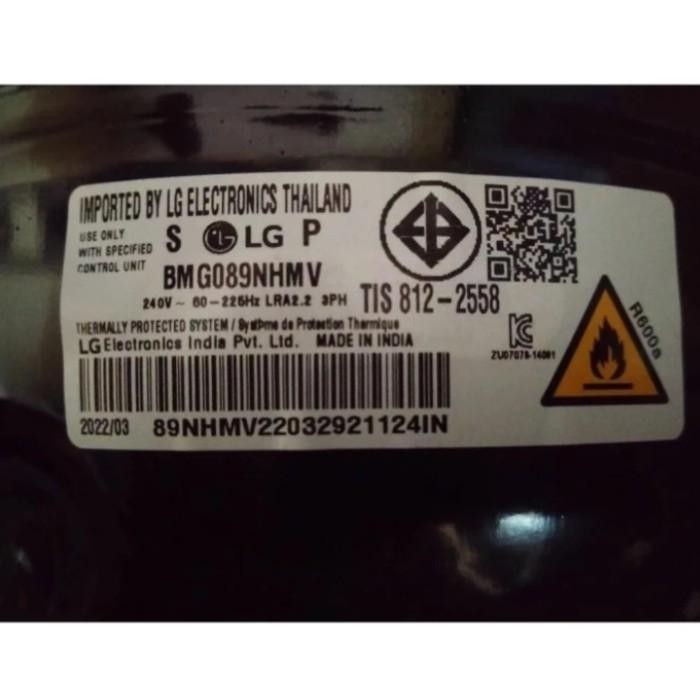 IMPORTED BY LG ELECTRONICS THAILAND
USE ONLY
WITH SPECIFIED
CONTROL UNIT
S LG P
BMG089NHMV
240V ~ 60-225Hz LRA2.2 3PH
TIS 812-2558
THERMALLY PROTECTED SYSTEM / Système de Protection Thermique
LG Electronics India Pvt. Ltd. MADE IN INDIA
ZU07078-14091
R600a
2022/03 89NHMV22032921124IN